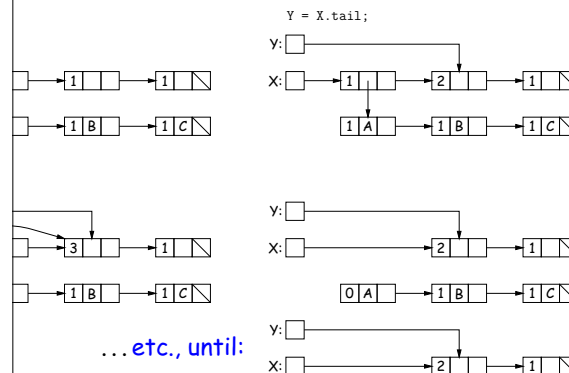 Y = X.tail;
Y:
1 1 X: 1 2 1
1 B 1 C 1 A 1 B 1 C
Y:
3 1 X: 2 1
1 B 1 C 0 A 1 B 1 C
Y:
...etc., until:
X: 2 1